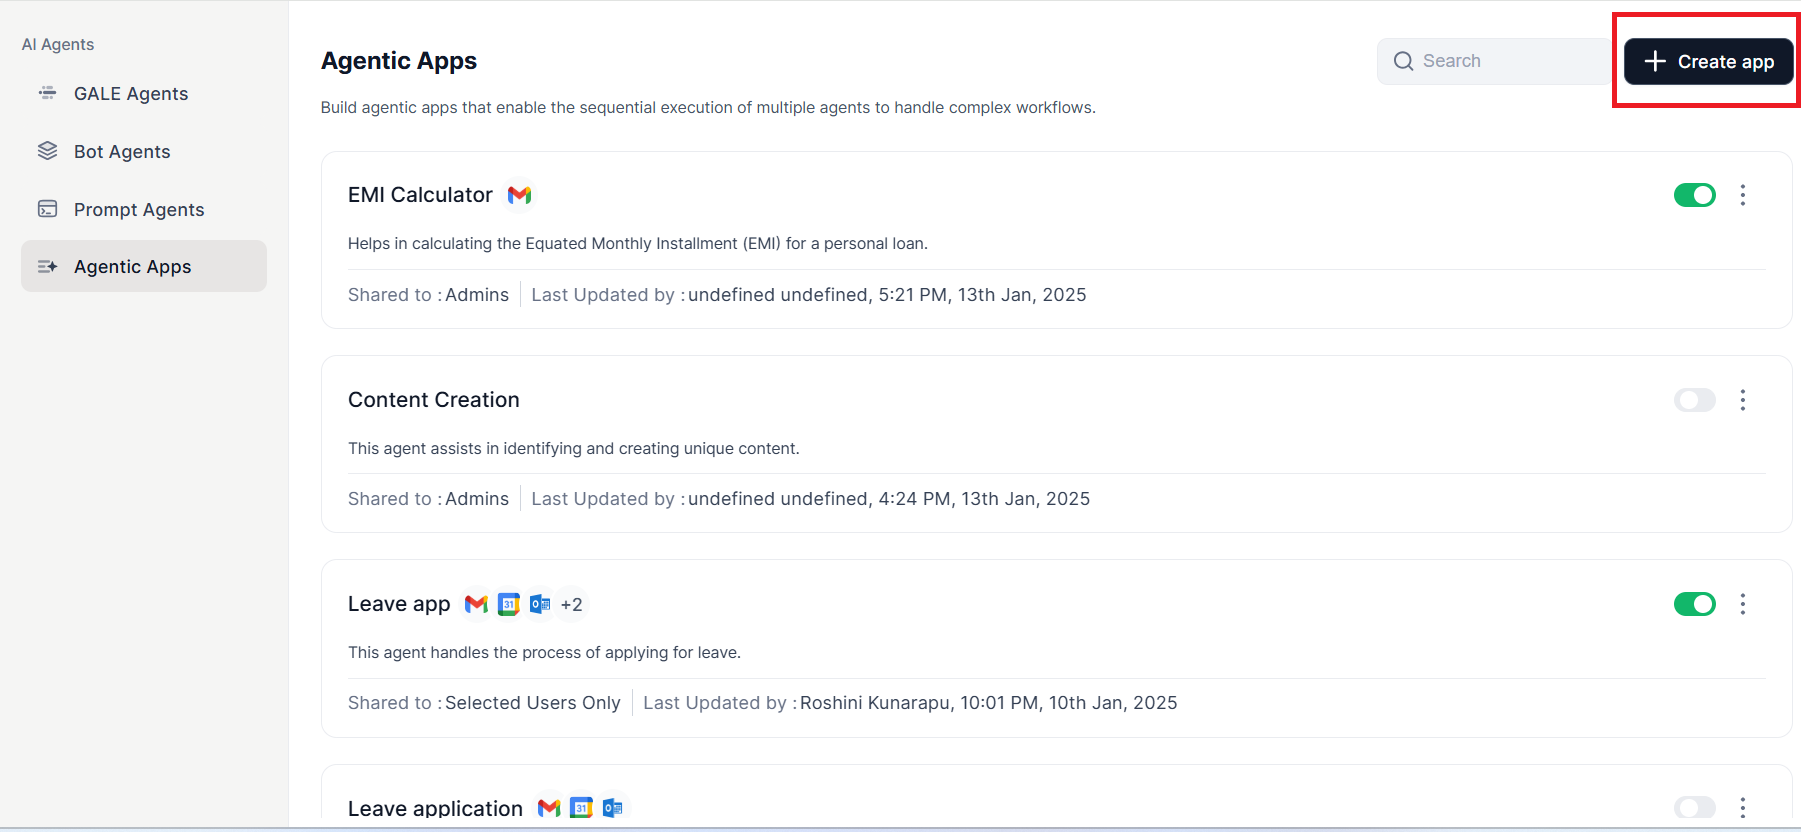 AI Agents
GALE Agents
Bot Agents
Prompt Agents
Agentic Apps
Agentic Apps
Search
Create app
Build agentic apps that enable the sequential execution of multiple agents to handle complex workflows.
EMI Calculator
Helps in calculating the Equated Monthly Installment (EMI) for a personal loan.
Shared to : Admins Last Updated by : undefined undefined, 5:21 PM, 13th Jan, 2025
Content Creation
This agent assists in identifying and creating unique content.
Shared to : Admins Last Updated by : undefined undefined, 4:24 PM, 13th Jan, 2025
Leave app 31 +2
This agent handles the process of applying for leave.
Shared to : Selected Users Only Last Updated by : Roshini Kunarapu, 10:01 PM, 10th Jan, 2025
Leave application 31